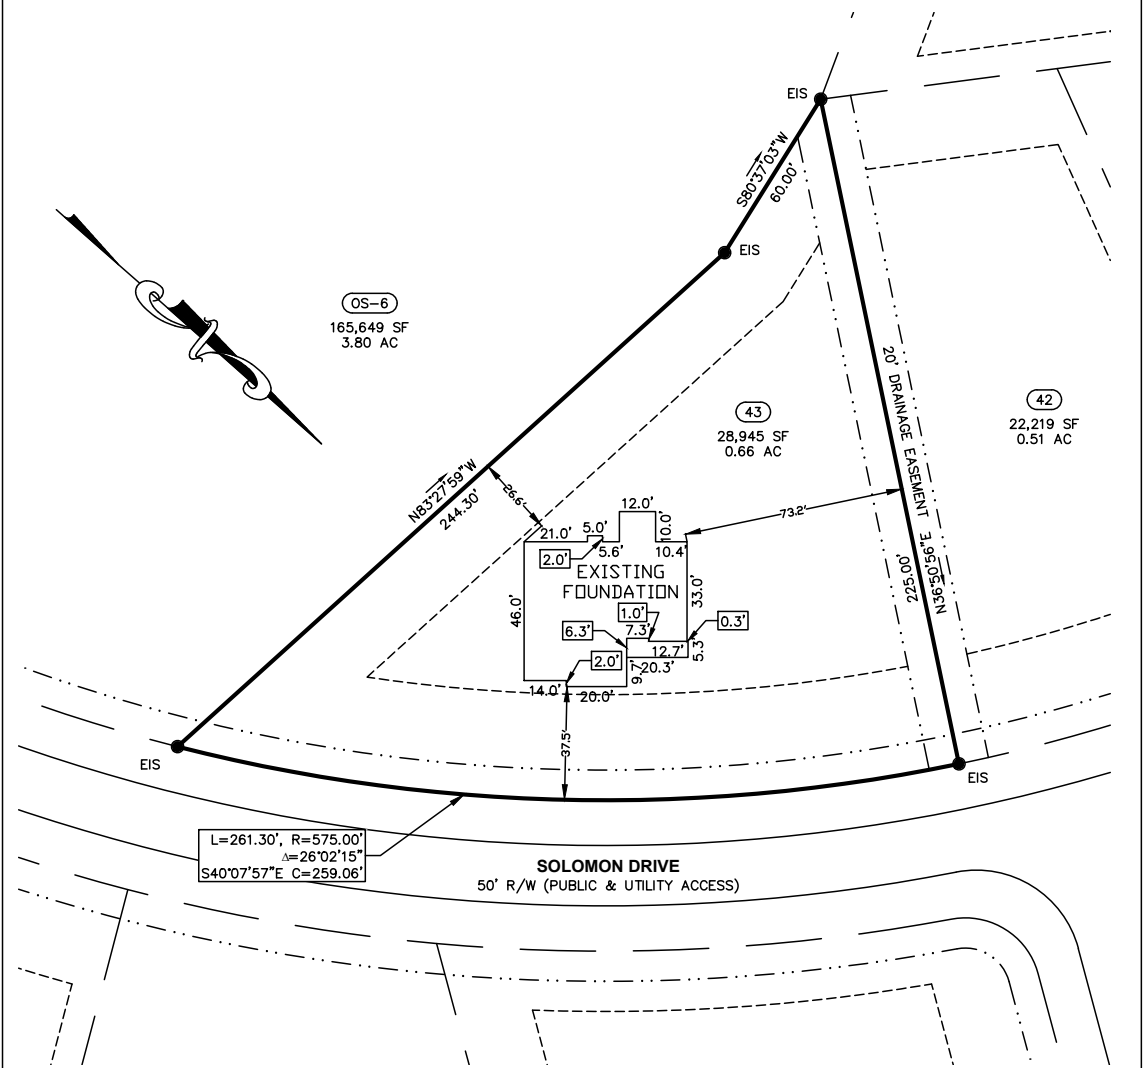 EIS
S80°37'03"W
60.00'
EIS
OS-6
165,649 SF
3.80 AC
20' DRAINAGE EASEMENT
N36°50'56"E
225.00'
43
28,945 SF
0.66 AC
42
22,219 SF
0.51 AC
N83°27'59"W
244.30'
26.6'
73.2'
12.0'
10.0'
21.0'
5.0'
5.6'
10.4'
2.0'
EXISTING
FOUNDATION
46.0'
33.0'
1.0'
7.3'
6.3'
0.3'
12.7'
5.3'
20.3'
2.0'
9.7'
14.0'
20.0'
37.5'
EIS
EIS
L=261.30', R=575.00'
Δ=26°02'15"
S40°07'57"E C=259.06'
SOLOMON DRIVE
50' R/W (PUBLIC & UTILITY ACCESS)